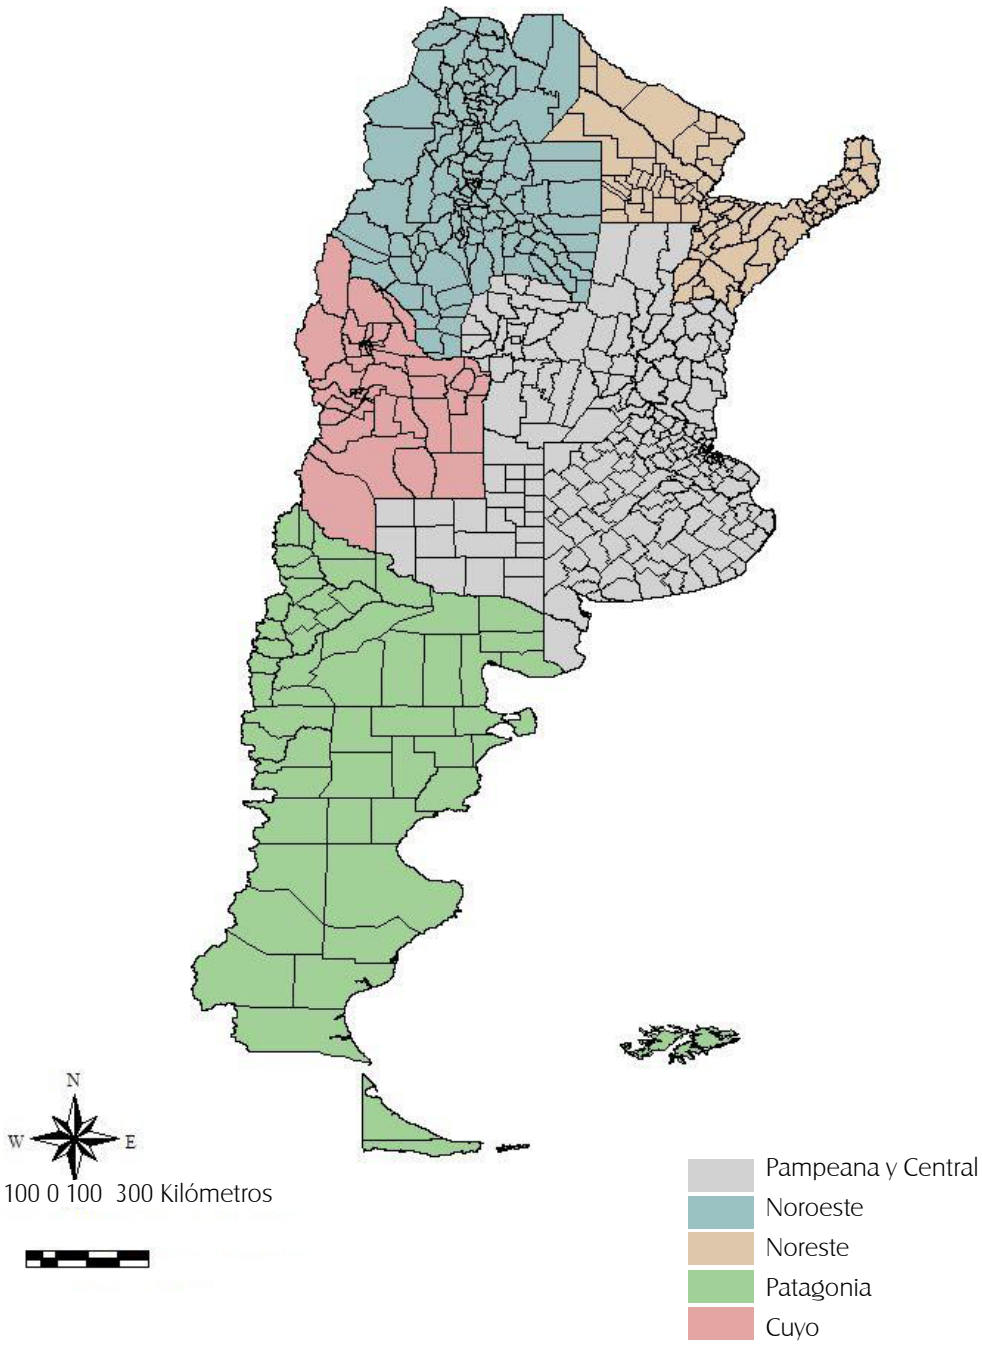 N
W E
100 0 100 300 Kilómetros
Pampeana y Central
Noroeste
Noreste
Patagonia
Cuyo